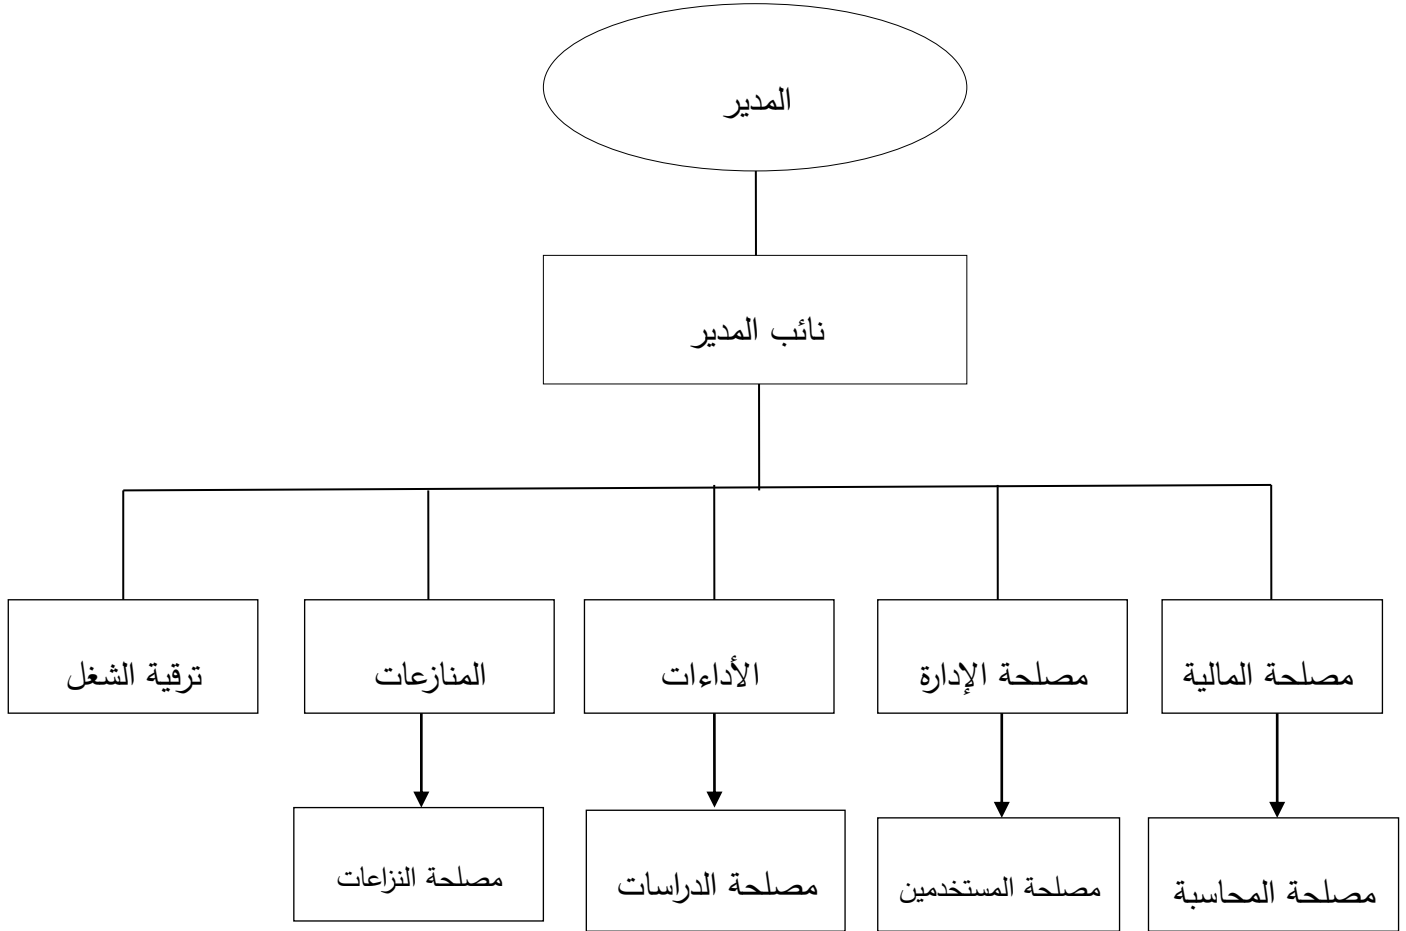 المدير
نائب المدير
مصلحة المالية
مصلحة الإدارة
الأداءات
المنازعات
ترقية الشغل
مصلحة المحاسبة
مصلحة المستخدمين
مصلحة الدراسات
مصلحة النزاعات